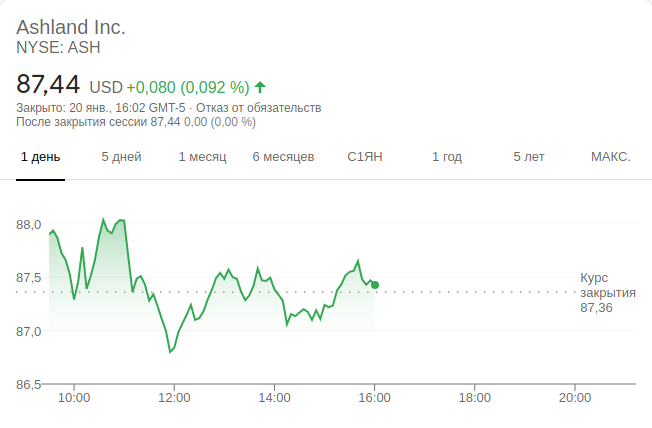 Ashland Inc.
NYSE: ASH
87,44 USD +0,080 (0,092 %)
Закрыто: 20 янв., 16:02 GMT-5 · Отказ от обязательств
После закрытия сессии 87,44 0,00 (0,00 %)
1 день 5 дней 1 месяц 6 месяцев С1ЯН 1 год 5 лет МАКС.
88,0
87,5
Курс
закрытия
87,36
87,0
86,5
10:00 12:00 14:00 16:00 18:00 20:00